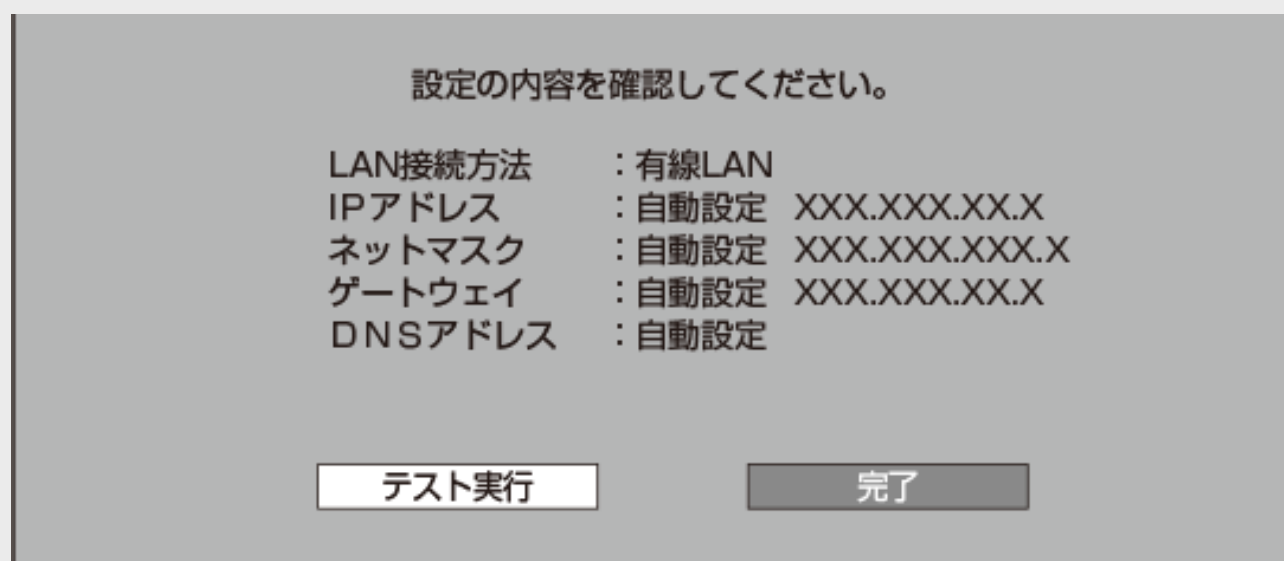 設定の内容を確認してください。
LAN接続方法 ：有線LAN
IPアドレス ：自動設定 XXX.XXX.XX.X
ネットマスク ：自動設定 XXX.XXX.XXX.X
ゲートウェイ ：自動設定 XXX.XXX.XX.X
DNSアドレス ：自動設定
テスト実行 完了